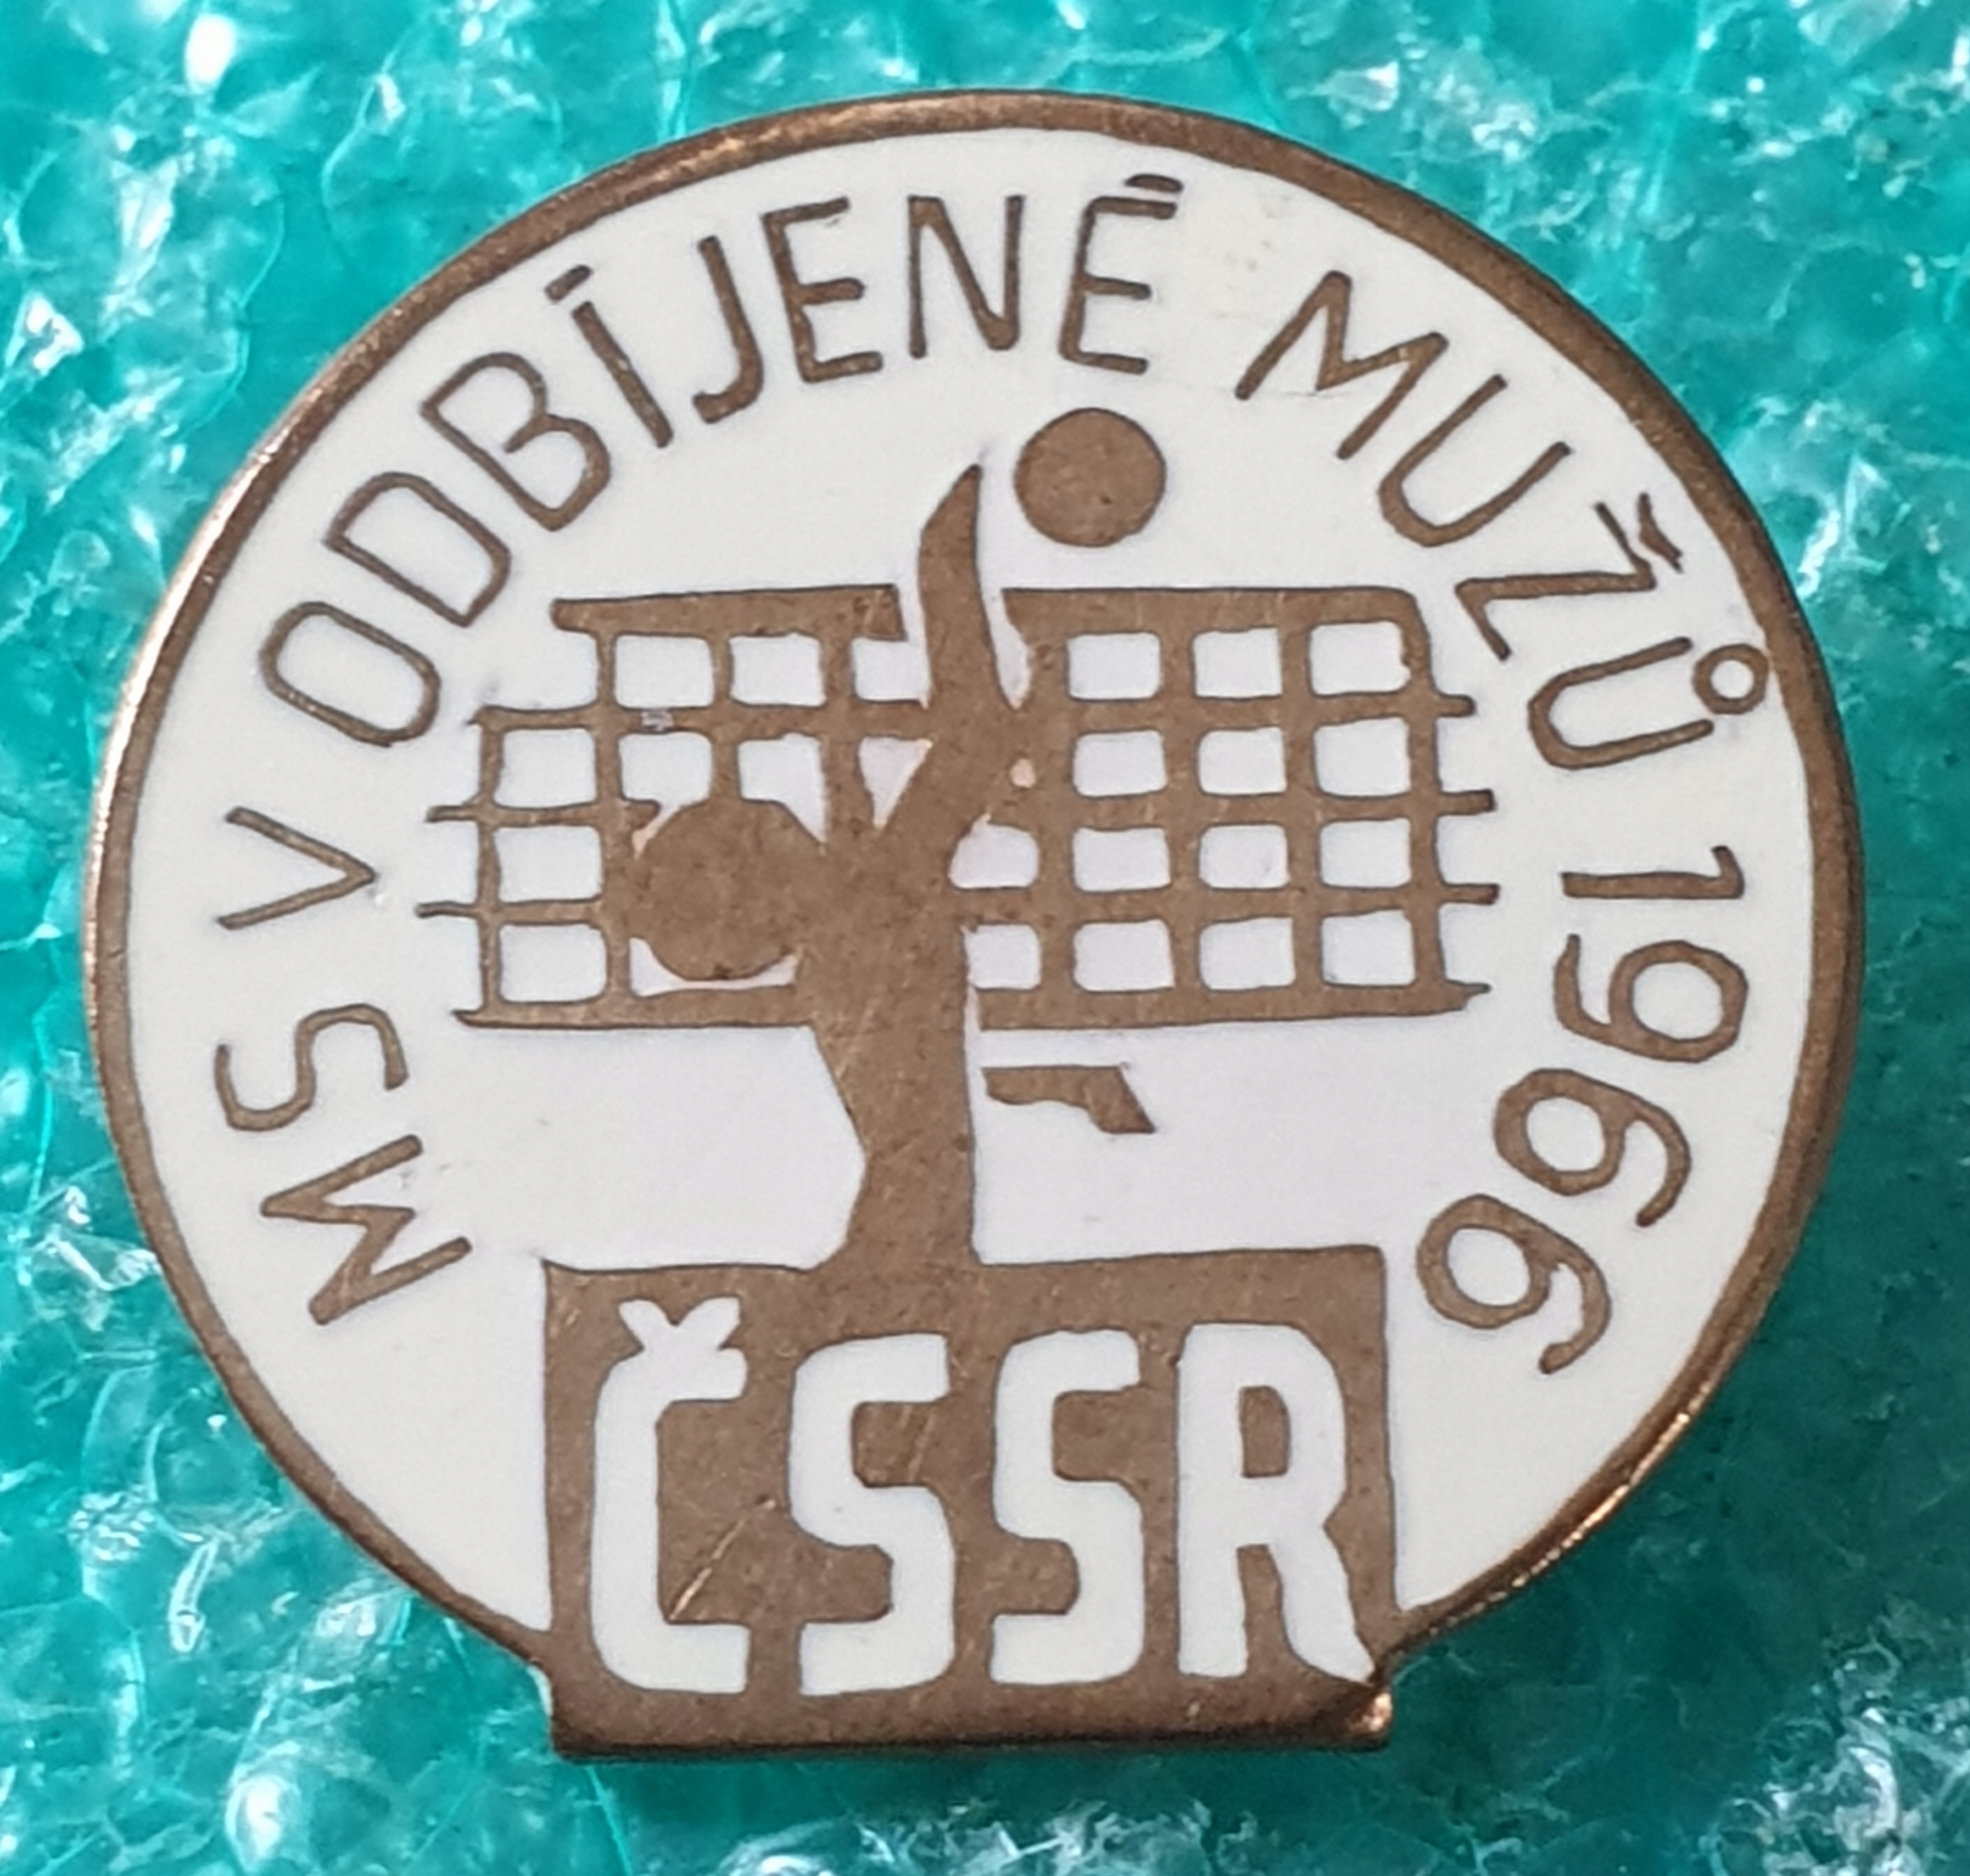 MS V ODBÍJENÉ MUŽŮ 1966
ČSSR